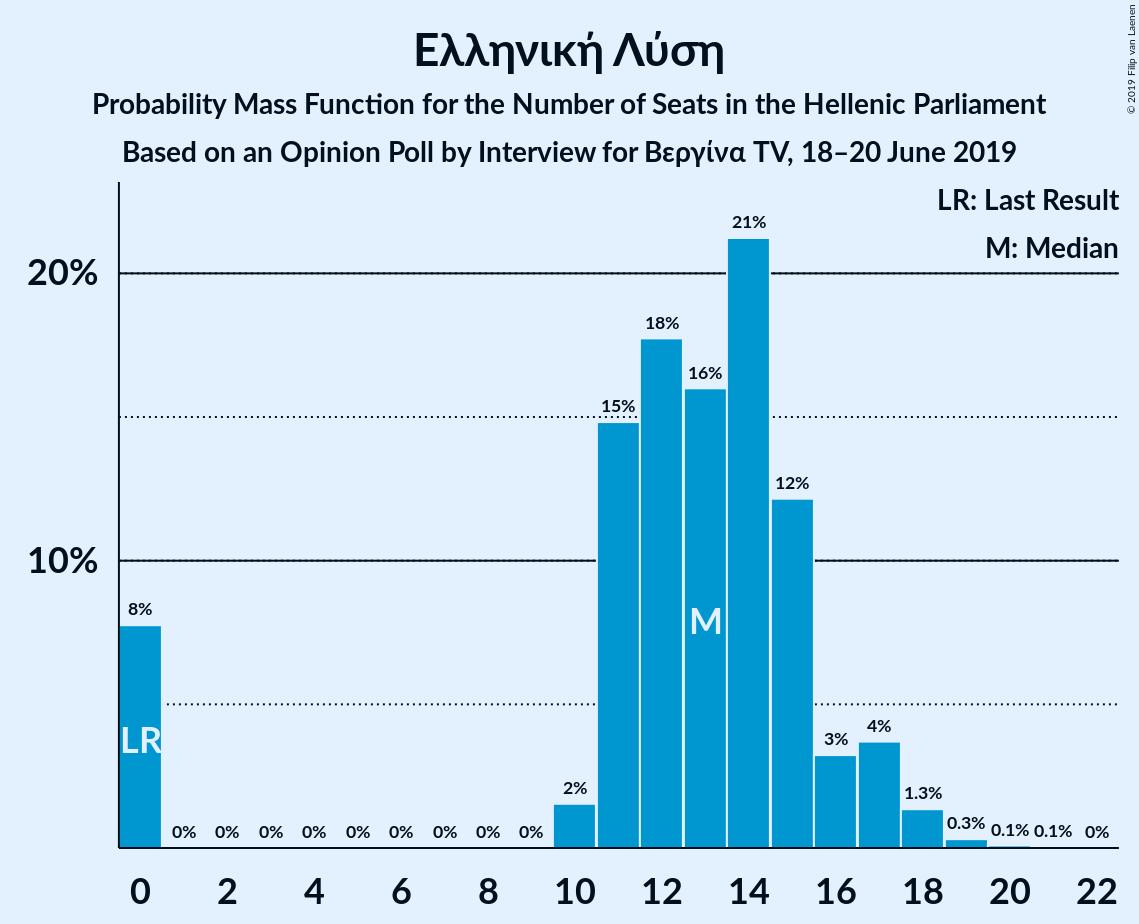 Ελληνική Λύση
Probability Mass Function for the Number of Seats in the Hellenic Parliament
Based on an Opinion Poll by Interview for Βεργίνα TV, 18–20 June 2019
© 2019 Filip van Laenen
LR: Last Result
M: Median
20%
10%
8%
0%
0%
0%
0%
0%
0%
0%
0%
0%
2%
15%
18%
16%
21%
12%
3%
4%
1.3%
0.3%
0.1%
0.1%
0%
LR
M
0 2 4 6 8 10 12 14 16 18 20 22